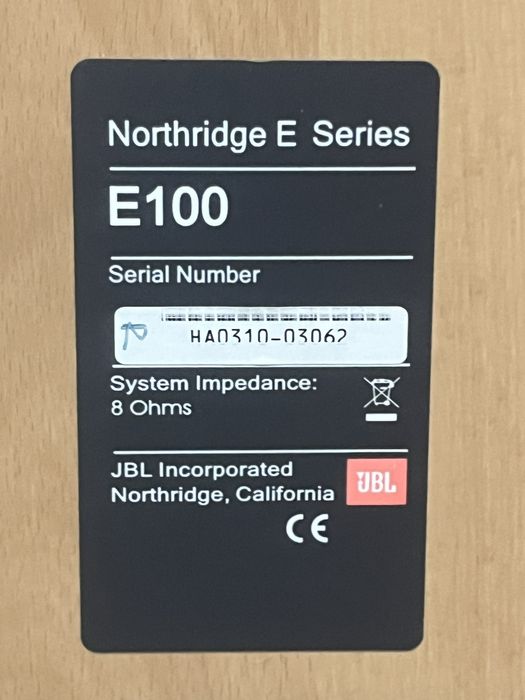 Northridge E Series
E100
Serial Number
HA0310-03062
System Impedance:
8 Ohms
JBL Incorporated
Northridge, California
JBL
CE